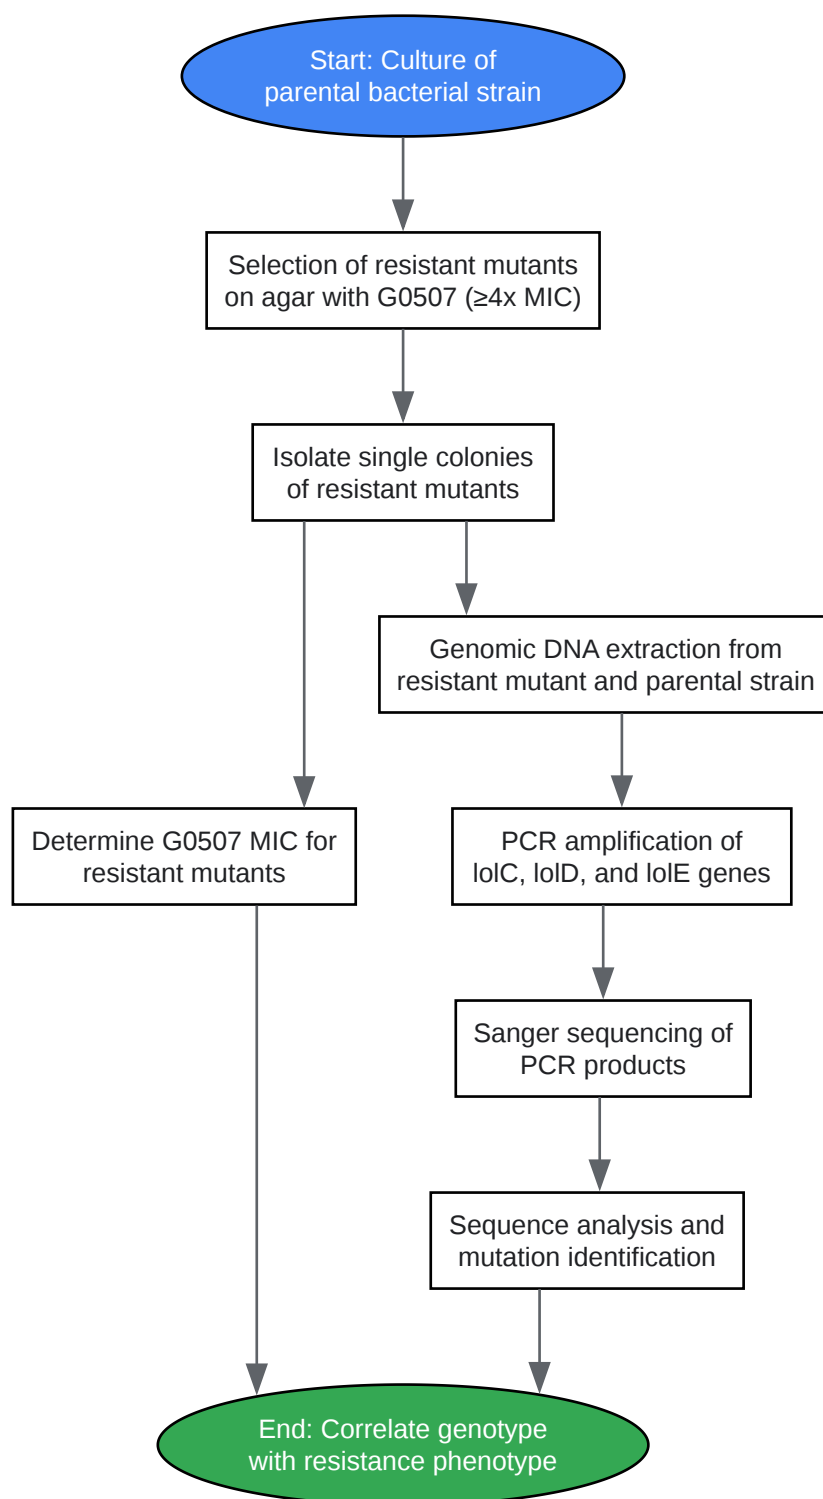 Start: Culture of
parental bacterial strain
Selection of resistant mutants
on agar with G0507 (≥4x MIC)
Isolate single colonies
of resistant mutants
Genomic DNA extraction from
resistant mutant and parental strain
Determine G0507 MIC for
resistant mutants
PCR amplification of
lolC, lolD, and lolE genes
Sanger sequencing of
PCR products
Sequence analysis and
mutation identification
End: Correlate genotype
with resistance phenotype